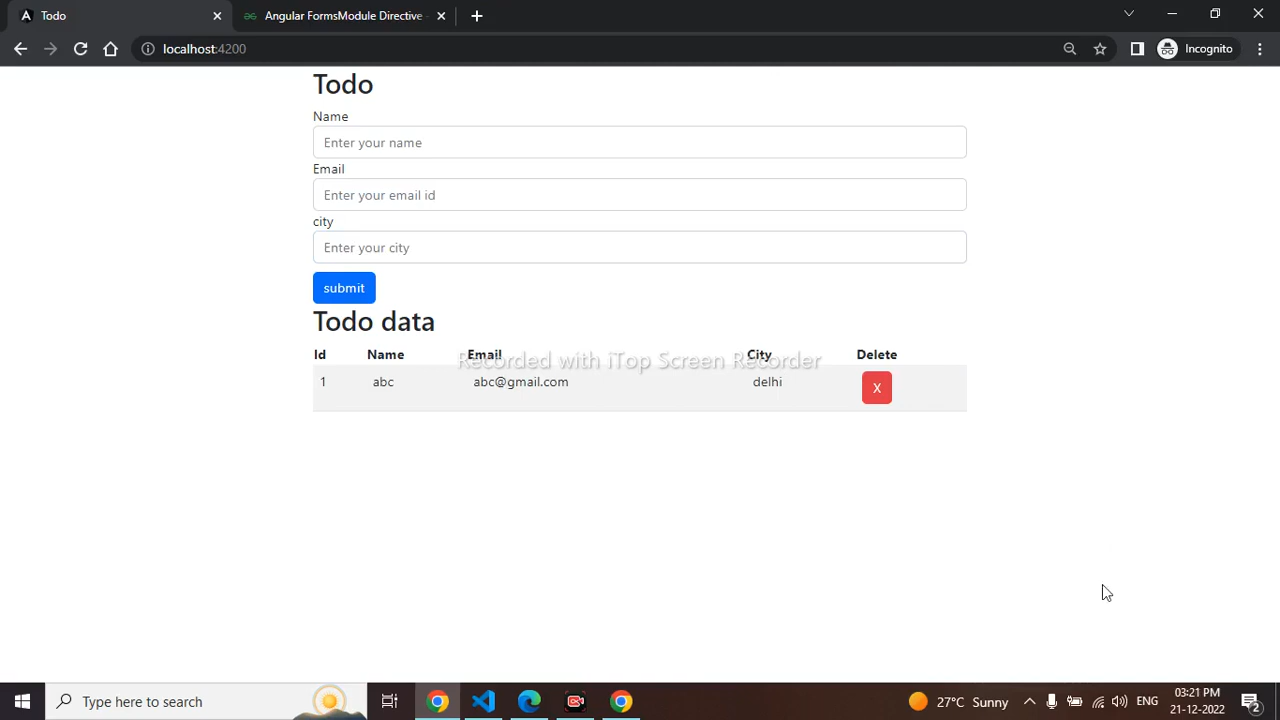 Todo
Angular FormsModule Directive -
localhost:4200
Incognito
Todo
Name
Enter your name
Email
Enter your email id
city
Enter your city
submit
Todo data
Id Name Email City Delete
Recorded with iTop Screen Recorder
1 abc abc@gmail.com delhi X
Type here to search
27°C Sunny
ENG
03:21 PM
21-12-2022
2